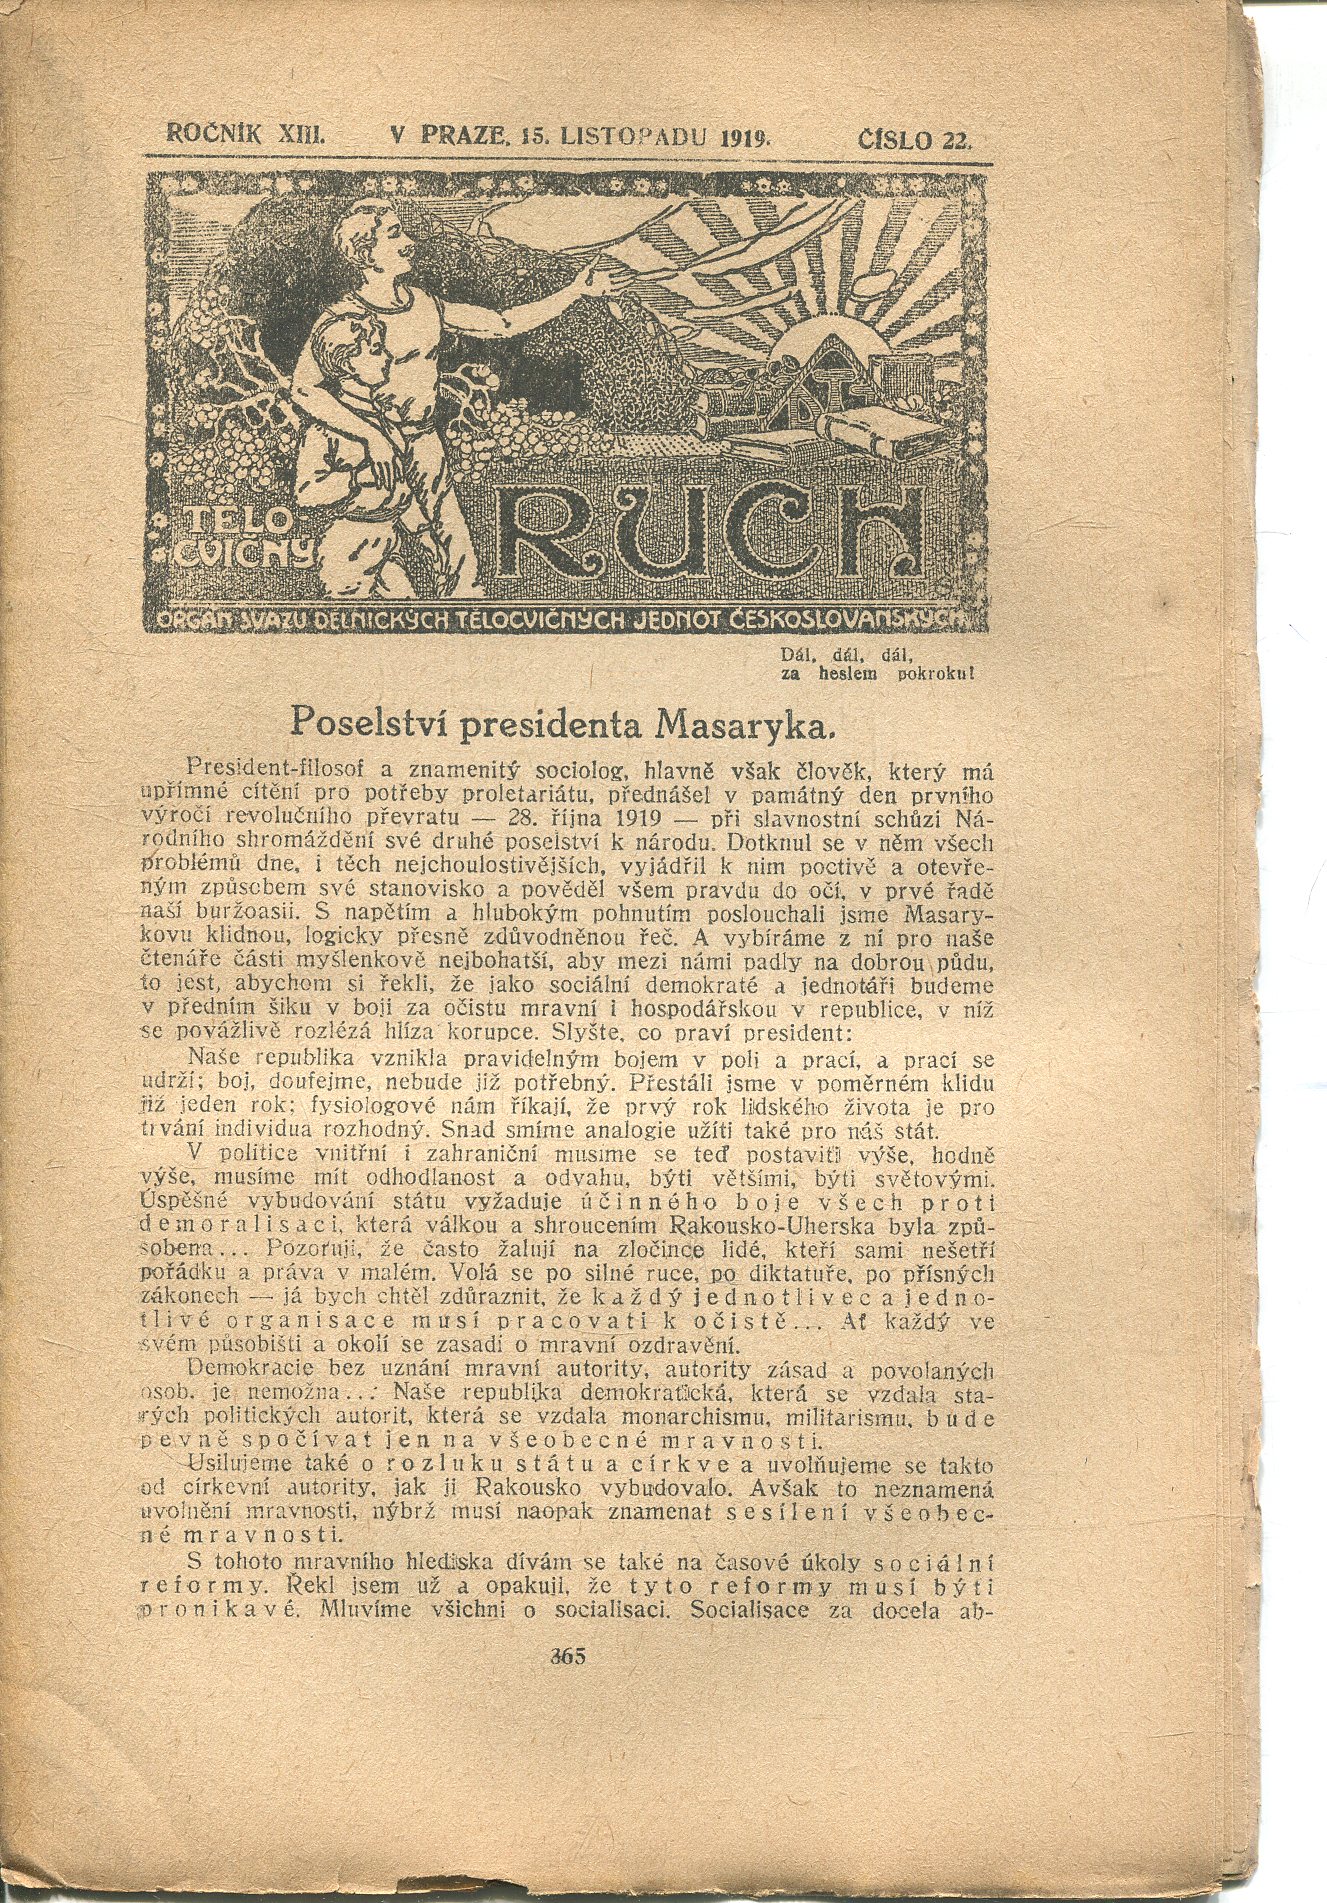 ROČNÍK XIII. V PRAZE, 15. LISTOPADU 1919. ČÍSLO 22.
TĚLO-
CVIČNÝ
RUCH
DTJ
ORGÁN SVAZU DĚLNICKÝCH TĚLOCVIČNÝCH JEDNOT ČESKOSLOVANSKÝCH
Dál, dál, dál,
za heslem pokroku!
Poselství presidenta Masaryka.
President-filosof a znamenitý sociolog, hlavně však člověk, který má
upřímné cítění pro potřeby proletariátu, přednášel v památný den prvního
výročí revolučního převratu — 28. října 1919 — při slavnostní schůzi Ná-
rodního shromáždění své druhé poselství k národu. Dotknul se v něm všech
problémů dne, i těch nejchoulostivějších, vyjádřil k nim poctivě a otevře-
ným způsobem své stanovisko a pověděl všem pravdu do očí, v prvé řadě
naší buržoasii. S napětím a hlubokým pohnutím poslouchali jsme Masary-
kovu klidnou, logicky přesně zdůvodněnou řeč. A vybíráme z ní pro naše
čtenáře části myšlenkově nejbohatší, aby mezi námi padly na dobrou půdu,
to jest, abychom si řekli, že jako sociální demokraté a jednotáři budeme
v předním šiku v boji za očistu mravní i hospodářskou v republice, v níž
se povážlivě rozlézá hlíza korupce. Slyšte, co praví president:
Naše republika vznikla pravidelným bojem v poli a prací, a prací se
udrží; boj, doufejme, nebude již potřebný. Přestáli jsme v poměrném klidu
již jeden rok; fysiologové nám říkají, že prvý rok lidského života je pro
trvání individua rozhodný. Snad smíme analogie užíti také pro náš stát.
V politice vnitřní i zahraniční musíme se teď postaviti výše, hodně
výše, musíme mít odhodlanost a odvahu, býti většími, býti světovými.
Úspěšné vybudování státu vyžaduje účinného boje všech proti
demoralisaci, která válkou a shroucením Rakousko-Uherska byla způ-
sobena... Pozoruji, že často žalují na zločince lidé, kteří sami nešetří
pořádku a práva v malém. Volá se po silné ruce, po diktatuře, po přísných
zákonech — já bych chtěl zdůraznit, že každý jednotlivec a jedno-
tlivé organisace musí pracovati k očistě... Ať každý ve
svém působišti a okolí se zasadí o mravní ozdravění.
Demokracie bez uznání mravní autority, autority zásad a povolaných
osob, je nemožna... Naše republika demokratická, která se vzdala sta-
rých politických autorit, která se vzdala monarchismu, militarismu, bude
pevně spočívat jen na všeobecné mravnosti.
Usilujeme také o rozluku státu a církve a uvolňujeme se takto
od církevní autority, jak ji Rakousko vybudovalo. Avšak to neznamená
uvolnění mravnosti, nýbrž musí naopak znamenat sesílení všeobec-
né mravnosti.
S tohoto mravního hlediska dívám se také na časové úkoly sociální
reformy. Řekl jsem už a opakuji, že tyto reformy musí býti
pronikavé. Mluvíme všichni o socialisaci. Socialisace za docela ab-
365